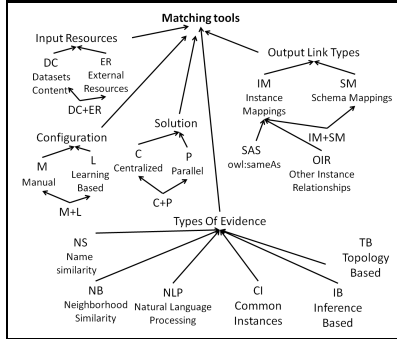 Matching tools
Input Resources
Output Link Types
DC
Datasets
Content
ER
External
Resources
DC+ER
IM
Instance
Mappings
SM
Schema Mappings
IM+SM
SAS
owl:sameAs
OIR
Other Instance
Relationships
Configuration
M
Manual
L
Learning
Based
M+L
Solution
C
Centralized
P
Parallel
C+P
Types Of Evidence
NS
Name
similarity
NB
Neighborhood
Similarity
NLP
Natural Language
Processing
CI
Common
Instances
IB
Inference
Based
TB
Topology
Based